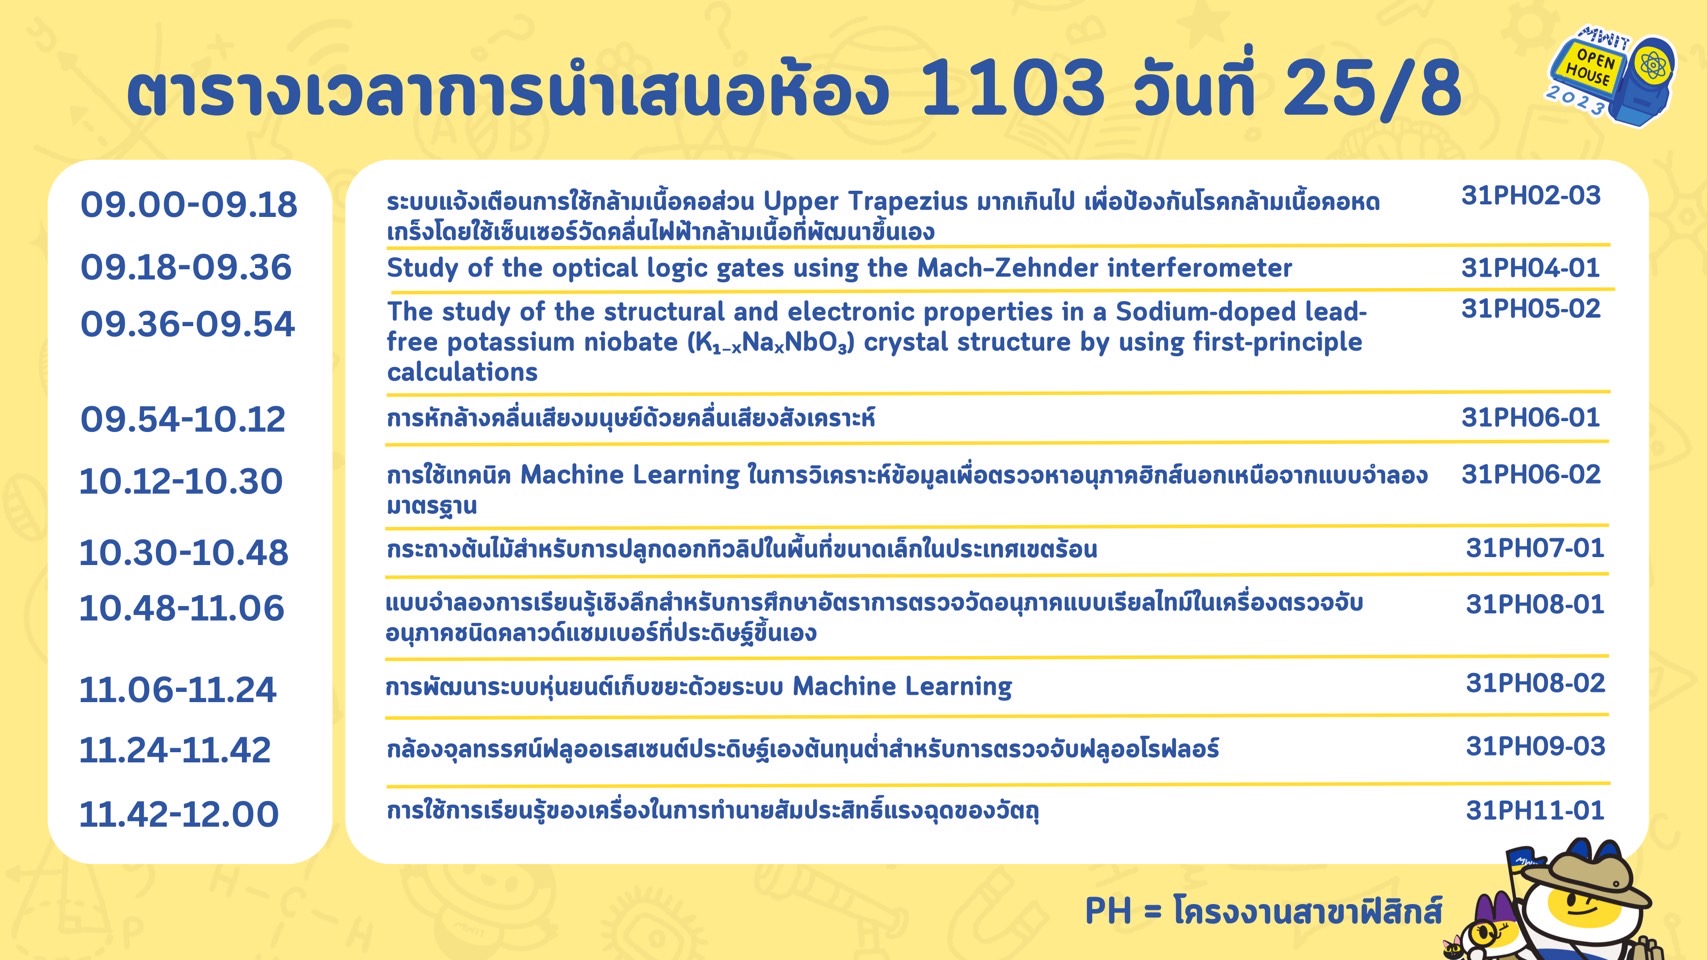 ตารางเวลาการนำเสนอห้อง 1103 วันที่ 25/8
MWIT
OPEN
HOUSE
2023
09.00-09.18
ระบบแจ้งเตือนการใช้กล้ามเนื้อคอส่วน Upper Trapezius มากเกินไป เพื่อป้องกันโรคกล้ามเนื้อคอหด
เกร็งโดยใช้เซ็นเซอร์วัดคลื่นไฟฟ้ากล้ามเนื้อที่พัฒนาขึ้นเอง
31PH02-03
09.18-09.36
Study of the optical logic gates using the Mach-Zehnder interferometer
31PH04-01
09.36-09.54
The study of the structural and electronic properties in a Sodium-doped lead-
free potassium niobate (K₁₋ₓNaₓNbO₃) crystal structure by using first-principle
calculations
31PH05-02
09.54-10.12
การหักล้างคลื่นเสียงมนุษย์ด้วยคลื่นเสียงสังเคราะห์
31PH06-01
10.12-10.30
การใช้เทคนิค Machine Learning ในการวิเคราะห์ข้อมูลเพื่อตรวจหาอนุภาคฮิกส์นอกเหนือจากแบบจำลอง
มาตรฐาน
31PH06-02
10.30-10.48
กระถางต้นไม้สำหรับการปลูกดอกทิวลิปในพื้นที่ขนาดเล็กในประเทศเขตร้อน
31PH07-01
10.48-11.06
แบบจำลองการเรียนรู้เชิงลึกสำหรับการศึกษาอัตราการตรวจวัดอนุภาคแบบเรียลไทม์ในเครื่องตรวจจับ
อนุภาคชนิดคลาวด์แชมเบอร์ที่ประดิษฐ์ขึ้นเอง
31PH08-01
11.06-11.24
การพัฒนาระบบหุ่นยนต์เก็บขยะด้วยระบบ Machine Learning
31PH08-02
11.24-11.42
กล้องจุลทรรศน์ฟลูออเรสเซนต์ประดิษฐ์เองต้นทุนต่ำสำหรับการตรวจจับฟลูออโรฟลอร์
31PH09-03
11.42-12.00
การใช้การเรียนรู้ของเครื่องในการทำนายสัมประสิทธิ์แรงฉุดของวัตถุ
31PH11-01
PH = โครงงานสาขาฟิสิกส์